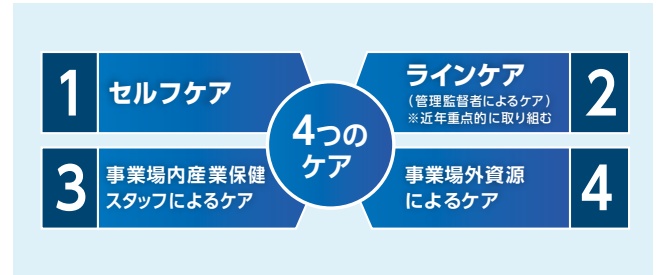 1
セルフケア
ラインケア
（管理監督者によるケア）
※近年重点的に取り組む
2
4つの
ケア
3
事業場内産業保健
スタッフによるケア
事業場外資源
によるケア
4